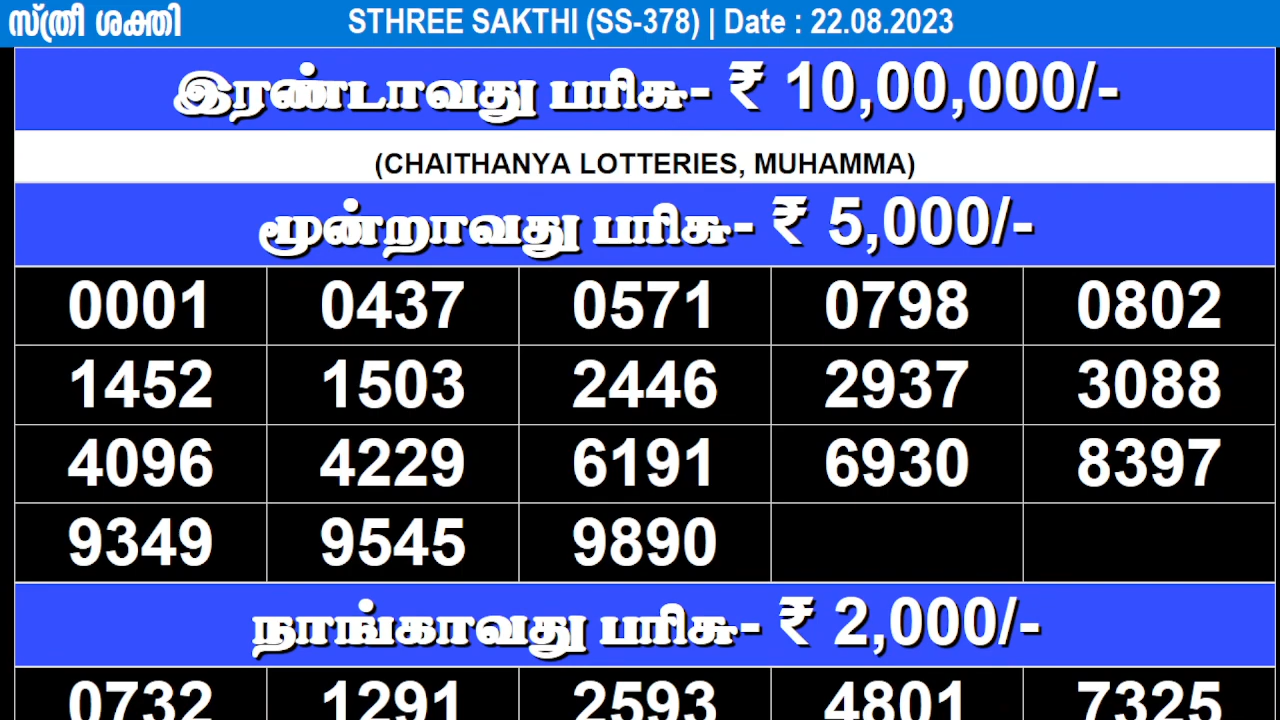 സ്ത്രീ ശക്തി STHREE SAKTHI (SS-378) | Date : 22.08.2023
இரண்டாவது பரிசு- ₹ 10,00,000/-
(CHAITHANYA LOTTERIES, MUHAMMA)
மூன்றாவது பரிசு- ₹ 5,000/-
0001 0437 0571 0798 0802
1452 1503 2446 2937 3088
4096 4229 6191 6930 8397
9349 9545 9890
நாங்காவது பரிசு- ₹ 2,000/-
0732 1291 2593 4801 7325